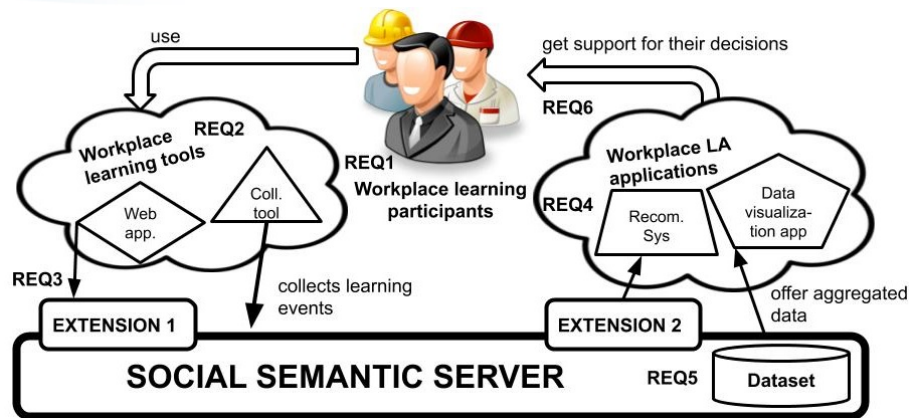 use
get support for their decisions
REQ2
Workplace
learning tools
REQ1
Workplace learning
participants
REQ6
Workplace LA
applications
REQ4
Web
app.
Coll.
tool
Recom.
Sys
Data
visualiza-
tion app
REQ3
collects learning
events
offer aggregated
data
EXTENSION 1
EXTENSION 2
SOCIAL SEMANTIC SERVER
REQ5
Dataset